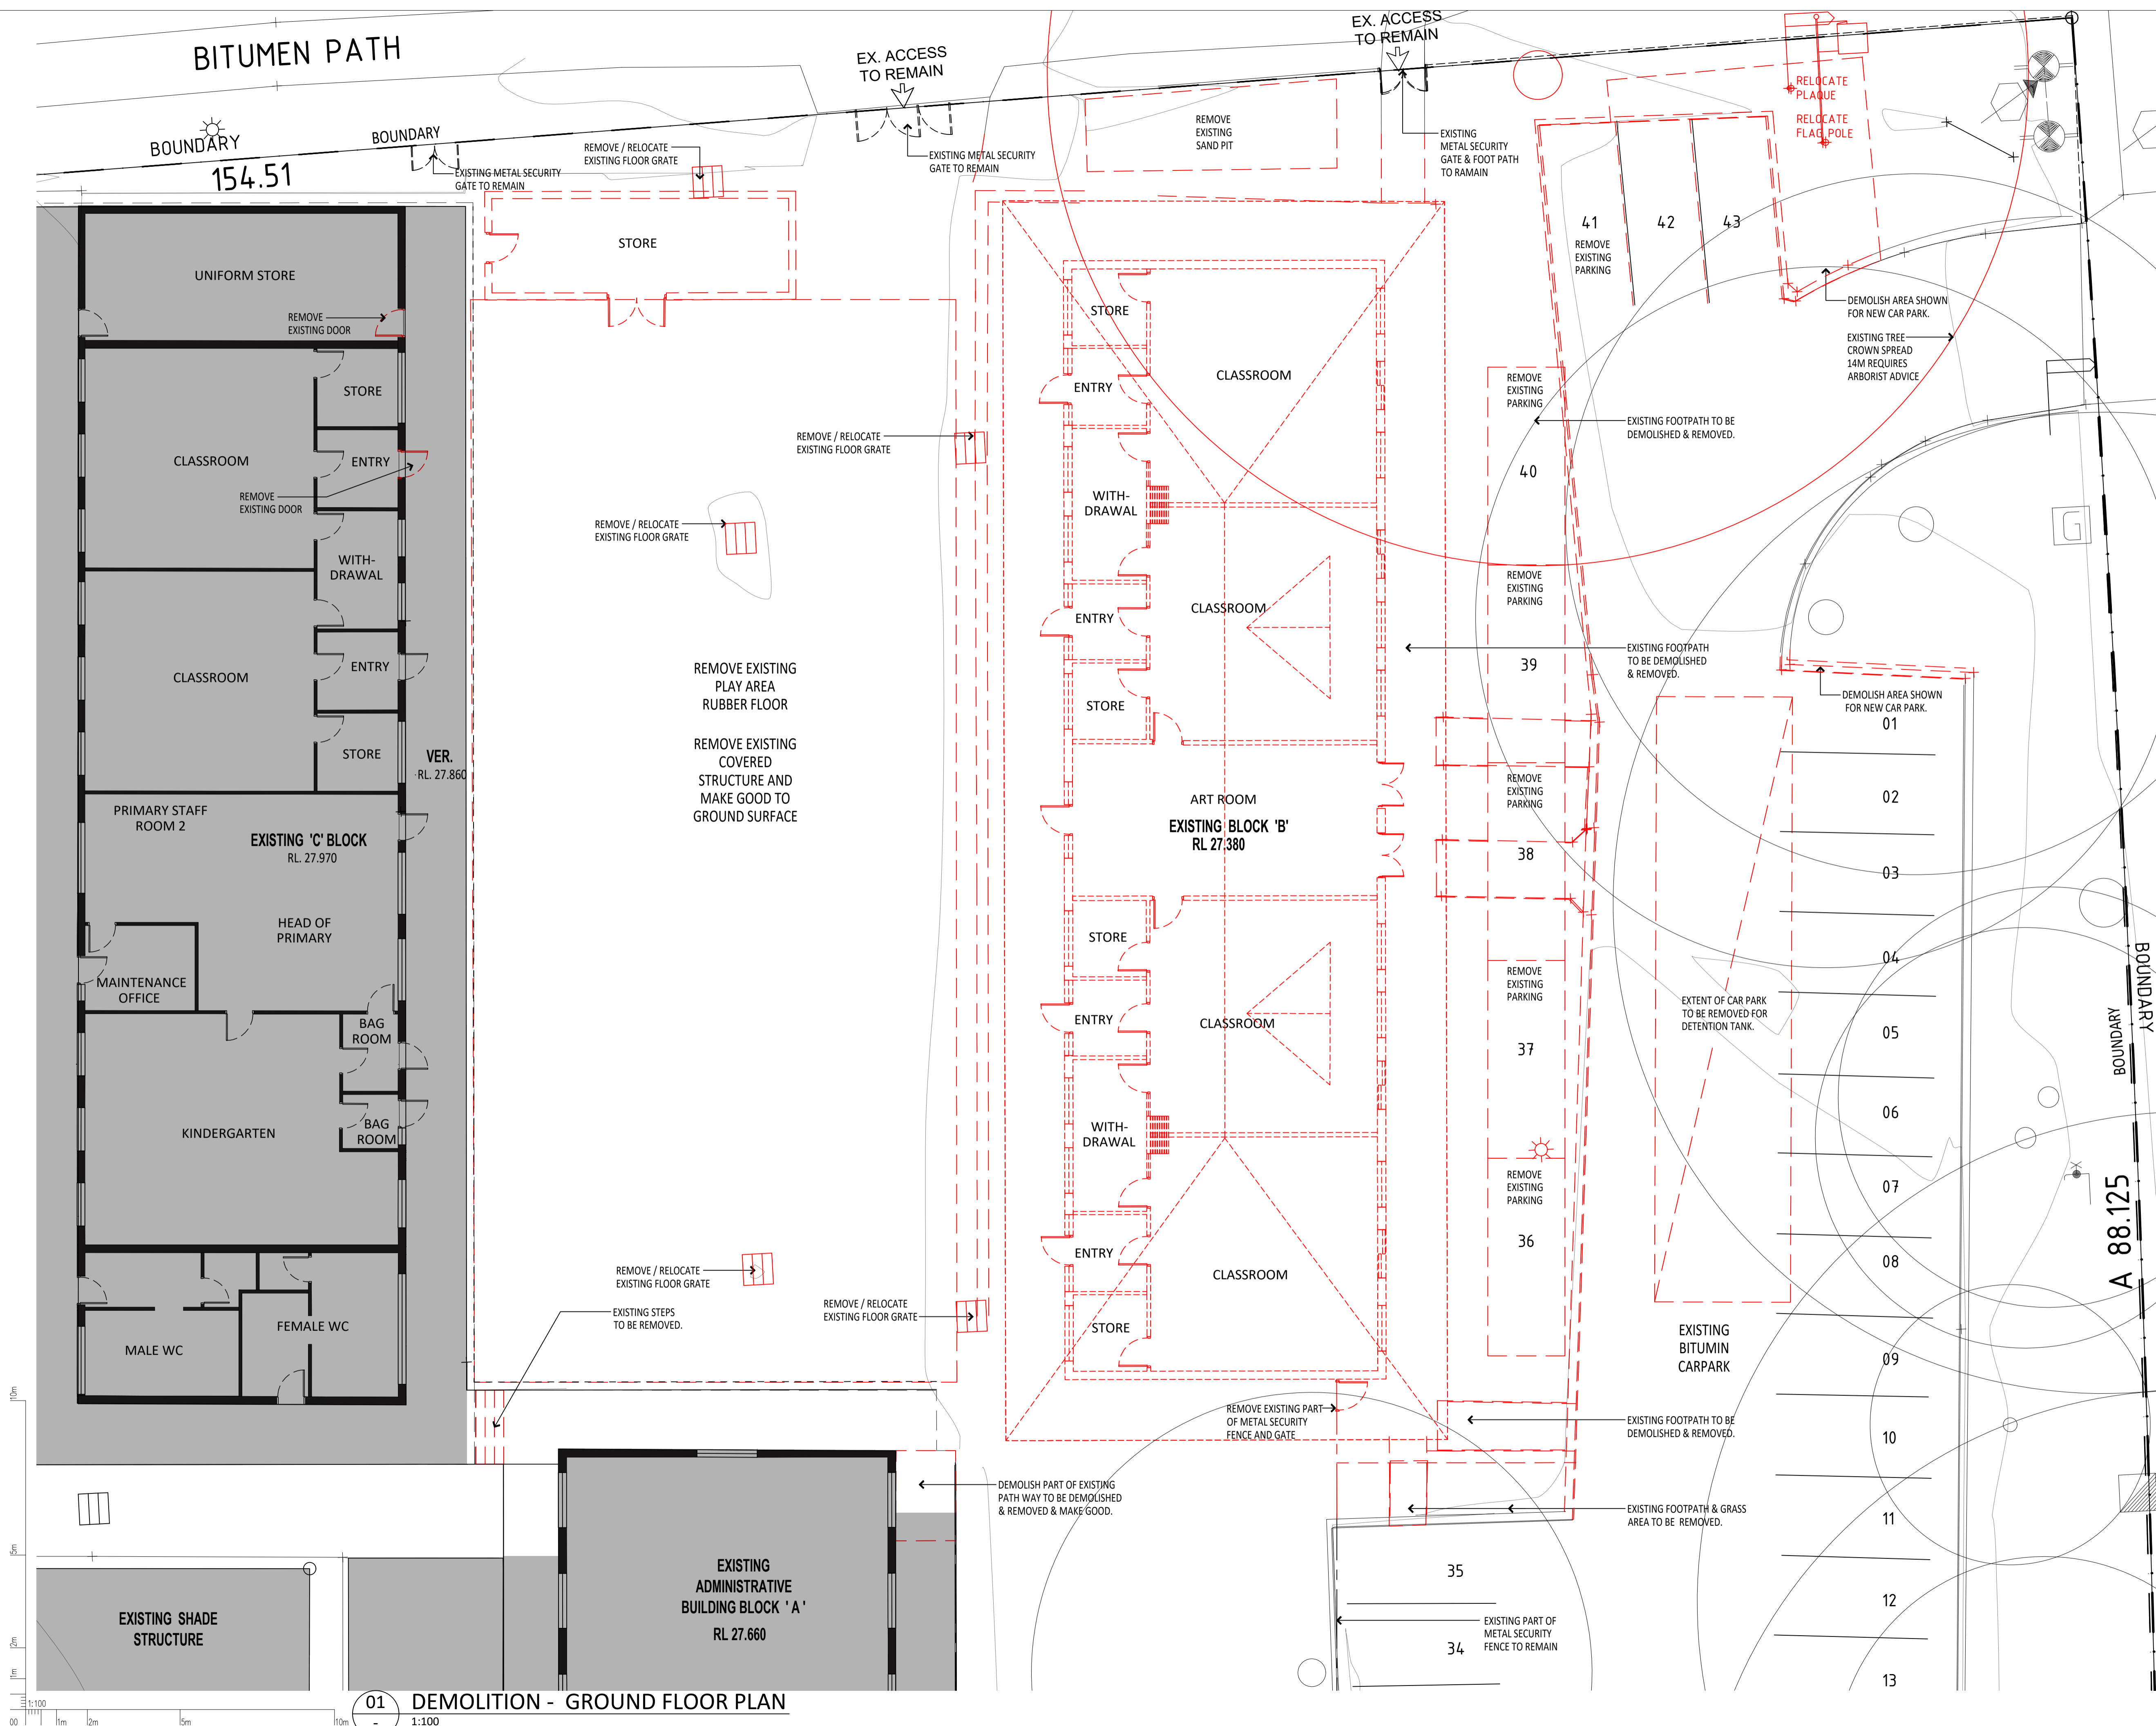 BITUMEN PATH
EX. ACCESS
TO REMAIN
EX. ACCESS
TO REMAIN
BOUNDARY
154.51
BOUNDARY
EXISTING METAL SECURITY
GATE TO REMAIN
REMOVE / RELOCATE
EXISTING FLOOR GRATE
EXISTING METAL SECURITY
GATE TO REMAIN
REMOVE
EXISTING
SAND PIT
EXISTING
METAL SECURITY
GATE & FOOT PATH
TO RAMAIN
RELOCATE
PLAQUE
RELOCATE
FLAG POLE
41
42
43
REMOVE
EXISTING
PARKING
DEMOLISH AREA SHOWN
FOR NEW CAR PARK.
EXISTING TREE
CROWN SPREAD
14M REQUIRES
ARBORIST ADVICE
UNIFORM STORE
REMOVE
EXISTING DOOR
STORE
CLASSROOM
STORE
ENTRY
REMOVE
EXISTING DOOR
WITH-
DRAWAL
CLASSROOM
ENTRY
STORE
VER.
RL. 27.860
PRIMARY STAFF
ROOM 2
EXISTING 'C' BLOCK
RL. 27.970
HEAD OF
PRIMARY
MAINTENANCE
OFFICE
BAG
ROOM
KINDERGARTEN
BAG
ROOM
MALE WC
FEMALE WC
REMOVE / RELOCATE
EXISTING FLOOR GRATE
REMOVE / RELOCATE
EXISTING FLOOR GRATE
REMOVE EXISTING
PLAY AREA
RUBBER FLOOR
REMOVE EXISTING
COVERED
STRUCTURE AND
MAKE GOOD TO
GROUND SURFACE
REMOVE / RELOCATE
EXISTING FLOOR GRATE
EXISTING STEPS
TO BE REMOVED.
REMOVE / RELOCATE
EXISTING FLOOR GRATE
STORE
ENTRY
CLASSROOM
WITH-
DRAWAL
ENTRY
CLASSROOM
STORE
ART ROOM
EXISTING BLOCK 'B'
RL 27.380
STORE
ENTRY
CLASSROOM
WITH-
DRAWAL
ENTRY
CLASSROOM
STORE
REMOVE EXISTING PART
OF METAL SECURITY
FENCE AND GATE
REMOVE
EXISTING
PARKING
EXISTING FOOTPATH TO BE
DEMOLISHED & REMOVED.
40
REMOVE
EXISTING
PARKING
39
EXISTING FOOTPATH
TO BE DEMOLISHED
& REMOVED.
REMOVE
EXISTING
PARKING
38
REMOVE
EXISTING
PARKING
37
REMOVE
EXISTING
PARKING
36
DEMOLISH AREA SHOWN
FOR NEW CAR PARK.
01
02
03
04
05
06
07
08
09
10
11
12
13
EXTENT OF CAR PARK
TO BE REMOVED FOR
DETENTION TANK.
BOUNDARY
BOUNDARY
A 88.125
EXISTING
BITUMIN
CARPARK
EXISTING FOOTPATH TO BE
DEMOLISHED & REMOVED.
EXISTING FOOTPATH & GRASS
AREA TO BE REMOVED.
DEMOLISH PART OF EXISTING
PATH WAY TO BE DEMOLISHED
& REMOVED & MAKE GOOD.
35
34
EXISTING PART OF
METAL SECURITY
FENCE TO REMAIN
EXISTING
ADMINISTRATIVE
BUILDING BLOCK ' A '
RL 27.660
EXISTING SHADE
STRUCTURE
10m
5m
2m
1m
1:100
00
1m
2m
5m
10m
01
-
DEMOLITION - GROUND FLOOR PLAN
1:100